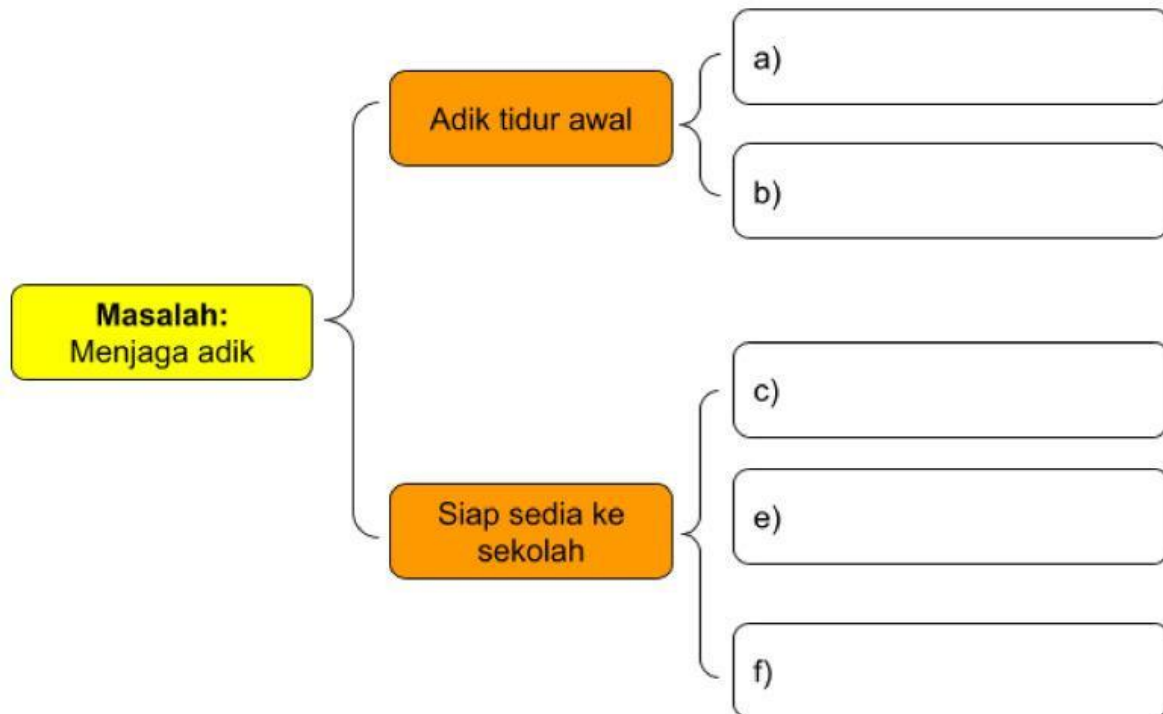 Masalah:
Menjaga adik
Adik tidur awal
a)
b)
Siap sedia ke
sekolah
c)
e)
f)